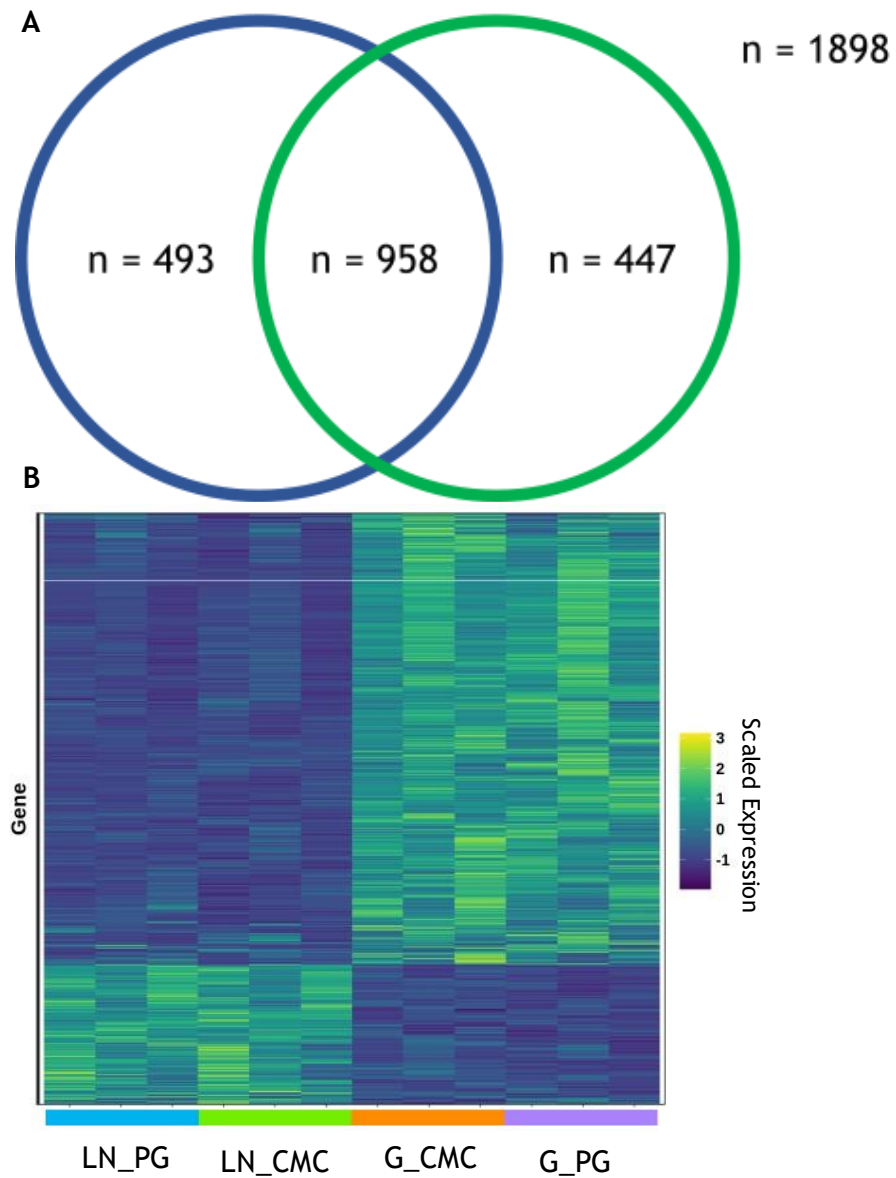 A
n = 1898
n = 493
n = 958
n = 447
B
Gene
3
2
1
0
-1
Scaled Expression
LN_PG
LN_CMC
G_CMC
G_PG